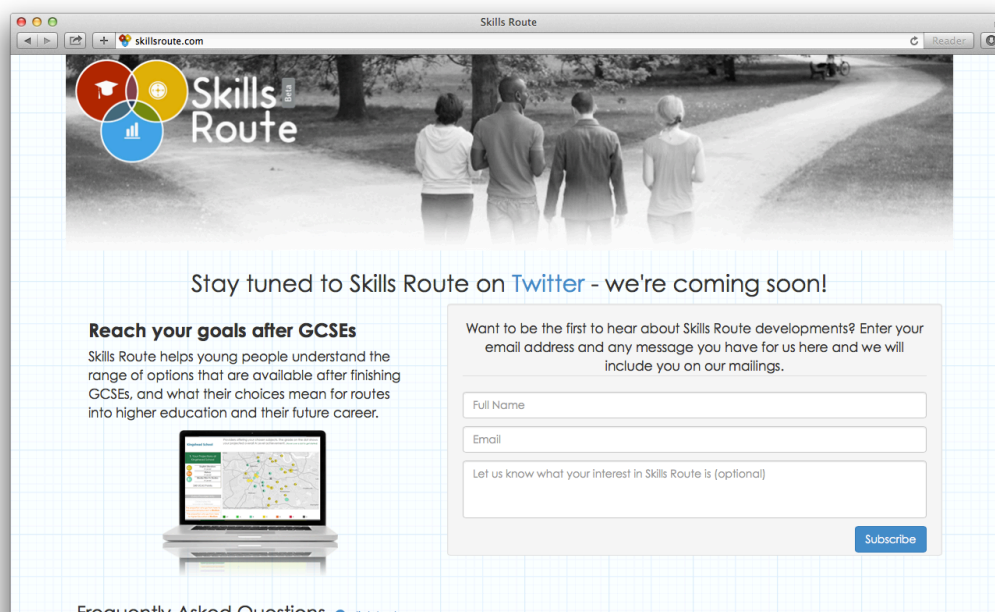 Skills Route
skillsroute.com
Reader
Skills
Route
Beta
Stay tuned to Skills Route on Twitter - we're coming soon!
Reach your goals after GCSEs
Skills Route helps young people understand the
range of options that are available after finishing
GCSEs, and what their choices mean for routes
into higher education and their future career.
Want to be the first to hear about Skills Route developments? Enter your
email address and any message you have for us here and we will
include you on our mailings.
Full Name
Email
Let us know what your interest in Skills Route is (optional)
Subscribe
Frequently Asked Questions